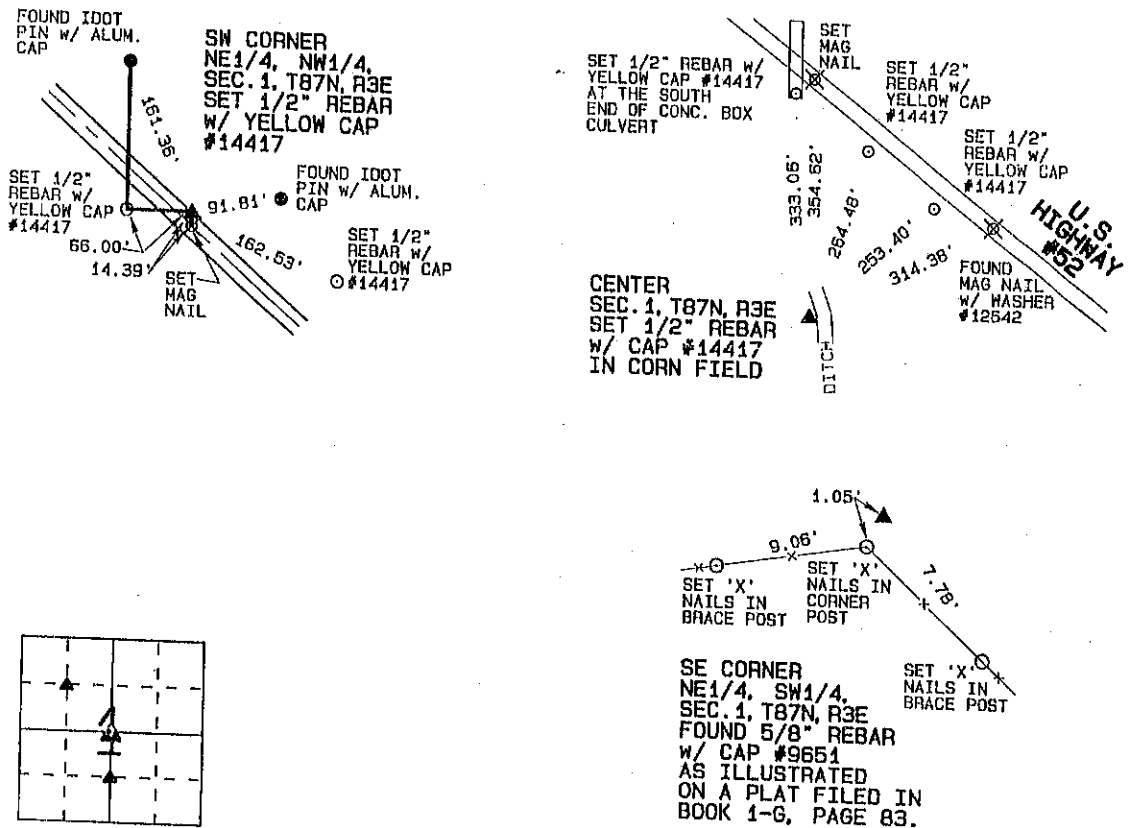 FOUND IDOT
PIN W/ ALUM.
CAP
SW CORNER
NE1/4, NW1/4,
SEC. 1, T87N, R3E
SET 1/2" REBAR
W/ YELLOW CAP
#14417
161.36'
SET 1/2"
REBAR W/
YELLOW CAP
#14417
91.81'
FOUND IDOT
PIN W/ ALUM.
CAP
66.00'
14.39'
162.53'
SET
MAG
NAIL
SET 1/2"
REBAR W/
YELLOW CAP
#14417
SET 1/2" REBAR W/
YELLOW CAP #14417
AT THE SOUTH
END OF CONC. BOX
CULVERT
SET
MAG
NAIL
SET 1/2"
REBAR W/
YELLOW CAP
#14417
SET 1/2"
REBAR W/
YELLOW CAP
#14417
333.06'
354.62'
264.48'
253.40'
314.38'
U.S.
HIGHWAY
#52
FOUND
MAG NAIL
W/ WASHER
#12642
CENTER
SEC. 1, T87N, R3E
SET 1/2" REBAR
W/ CAP #14417
IN CORN FIELD
DITCH
1.05'
9.06'
7.78'
SET 'X'
NAILS IN
BRACE POST
SET 'X'
NAILS IN
CORNER
POST
SET 'X'
NAILS IN
BRACE POST
SE CORNER
NE1/4, SW1/4,
SEC. 1, T87N, R3E
FOUND 5/8" REBAR
W/ CAP #9651
AS ILLUSTRATED
ON A PLAT FILED IN
BOOK 1-G, PAGE 83.
1